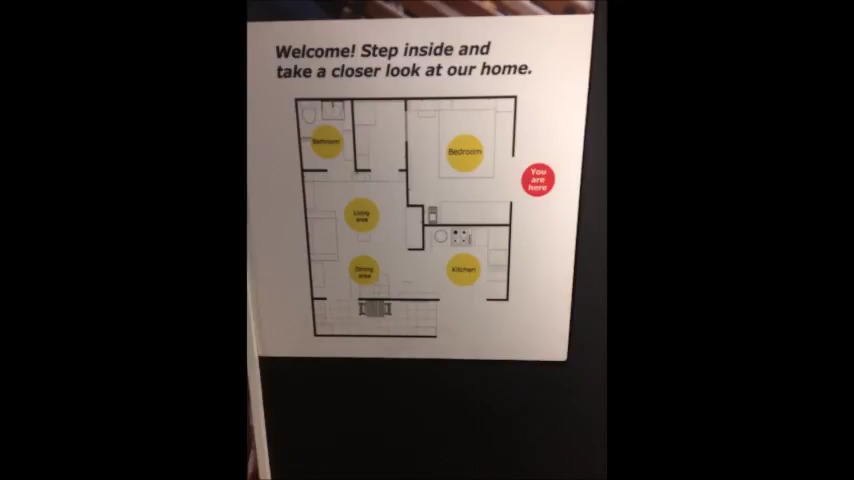 Welcome! Step inside and
take a closer look at our home.
Bathroom
Bedroom
You
are
here
Living
area
Dining
area
Kitchen